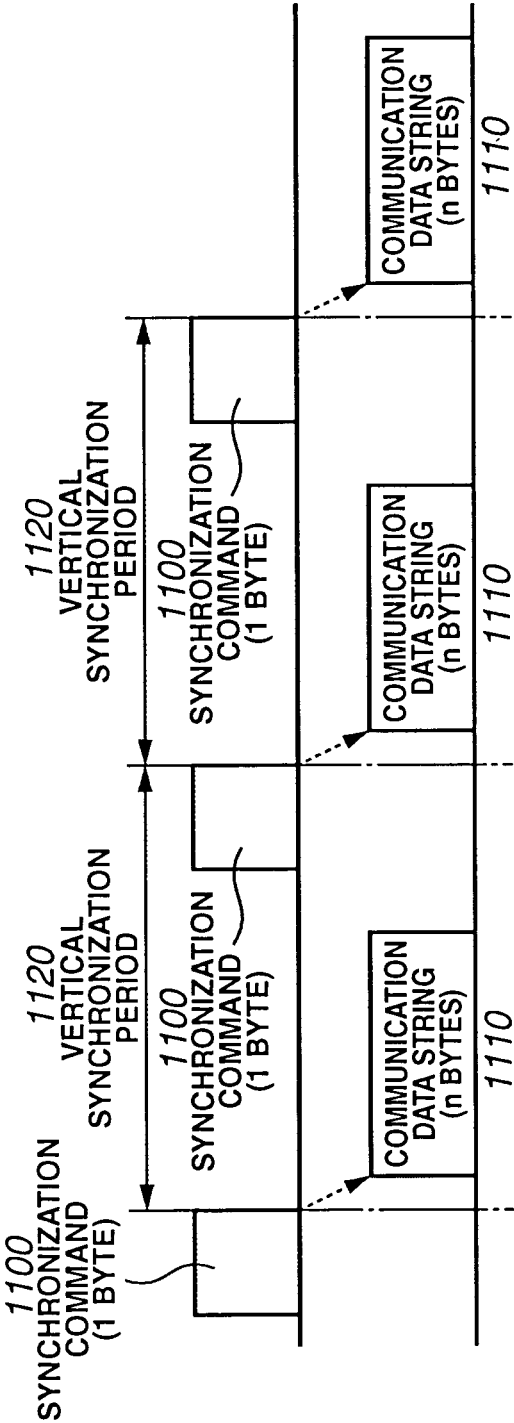 1100
SYNCHRONIZATION
COMMAND
(1 BYTE)
1120
VERTICAL
SYNCHRONIZATION
PERIOD
1100
SYNCHRONIZATION
COMMAND
(1 BYTE)
1120
VERTICAL
SYNCHRONIZATION
PERIOD
1100
SYNCHRONIZATION
COMMAND
(1 BYTE)
COMMUNICATION
DATA STRING
(n BYTES)
1110
COMMUNICATION
DATA STRING
(n BYTES)
1110
COMMUNICATION
DATA STRING
(n BYTES)
1110